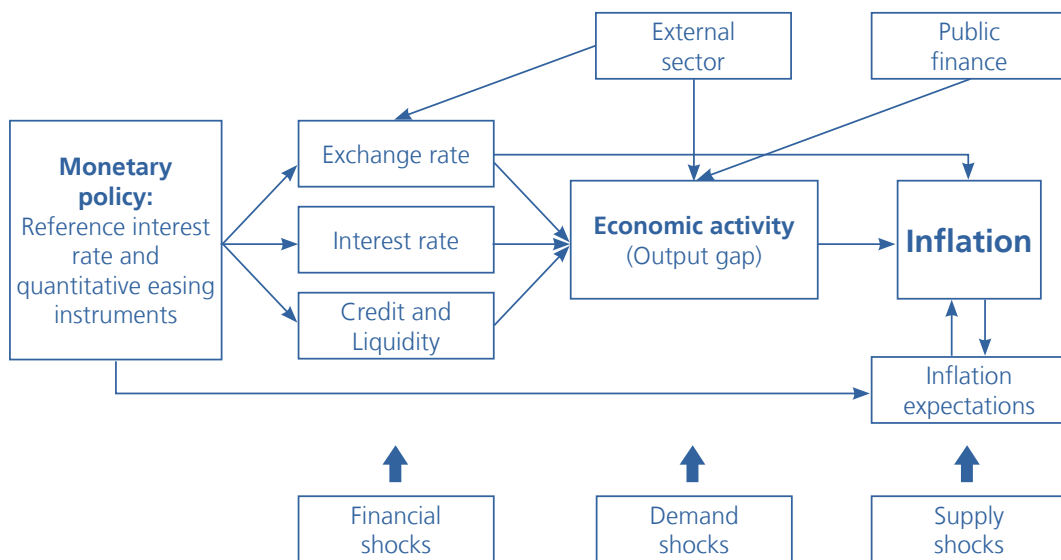 External
sector
Public
finance
Monetary
policy:
Reference interest
rate and
quantitative easing
instruments
Exchange rate
Interest rate
Credit and
Liquidity
Economic activity
(Output gap)
Inflation
Inflation
expectations
Financial
shocks
Demand
shocks
Supply
shocks